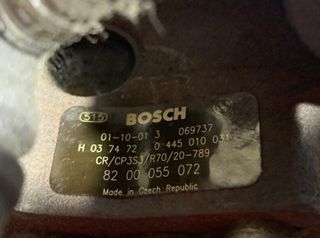 515 BOSCH
01-10-01 3 069737
H 03 74 72 0 445 010 031
CR/CP3S3/R70/20-789
82 00 055 072
Made in Czech Republic